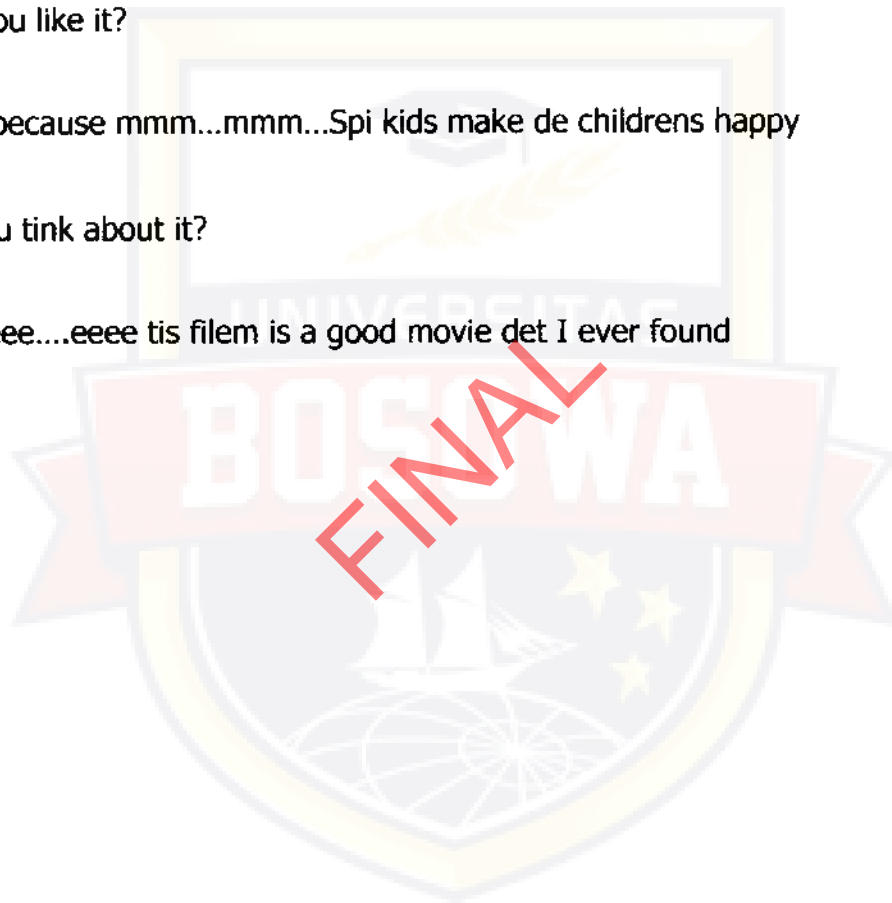 ou like it?
because mmm...mmm...Spi kids make de childrens happy
u tink about it?
eee....eeee tis filem is a good movie det I ever found
UNIVERSITAS
BOSOWA
FINAL